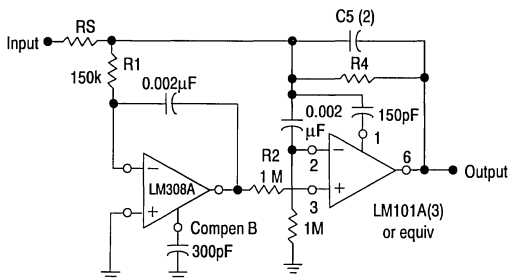 C5 (2)
Input
RS
R1
150k
R4
0.002μF
0.002
μF
150pF
1
R2
1 M
2
−
6
Output
−
LM308A
+
3
+
LM101A(3)
or equiv
Compen B
300pF
1M